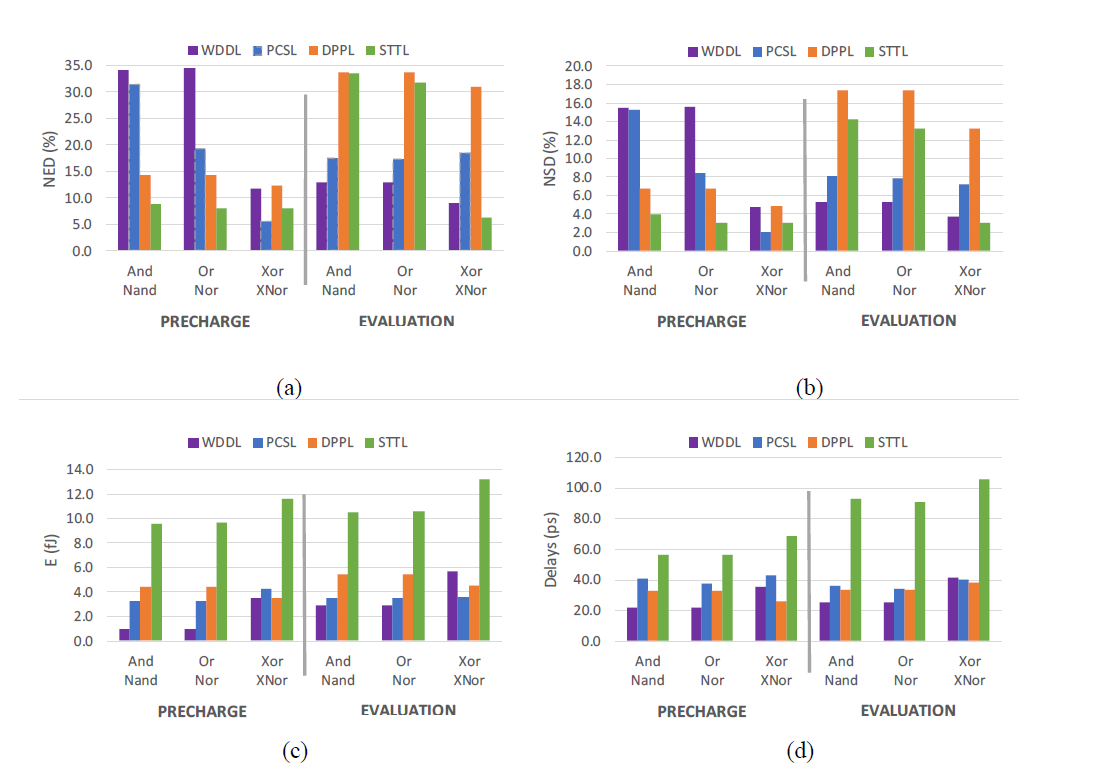 WDDL PCSL DPPL STTL
NED (%)
35.0
30.0
25.0
20.0
15.0
10.0
5.0
0.0
And Or Xor And Or Xor
Nand Nor XNor Nand Nor XNor
PRECHARGE EVALUATION
(a)
WDDL PCSL DPPL STTL
NSD (%)
20.0
18.0
16.0
14.0
12.0
10.0
8.0
6.0
4.0
2.0
0.0
And Or Xor And Or Xor
Nand Nor XNor Nand Nor XNor
PRECHARGE EVALUATION
(b)
WDDL PCSL DPPL STTL
E (fJ)
14.0
12.0
10.0
8.0
6.0
4.0
2.0
0.0
And Or Xor And Or Xor
Nand Nor XNor Nand Nor XNor
PRECHARGE EVALUATION
(c)
WDDL PCSL DPPL STTL
Delays (ps)
120.0
100.0
80.0
60.0
40.0
20.0
0.0
And Or Xor And Or Xor
Nand Nor XNor Nand Nor XNor
PRECHARGE EVALUATION
(d)